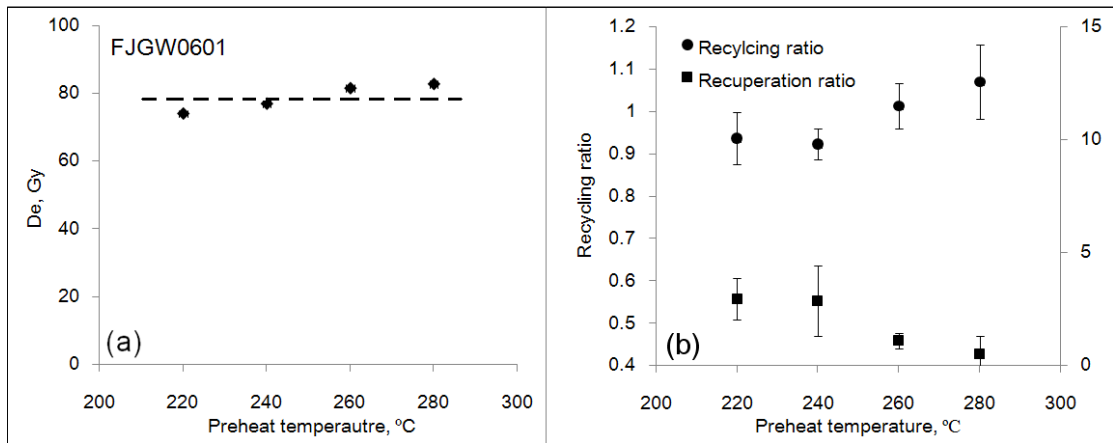 FJGW0601
100
80
60
40
20
0
De, Gy
(a)
200 220 240 260 280 300
Preheat temperautre, ºC
Recylcing ratio
Recuperation ratio
1.2
1.1
1
0.9
0.8
0.7
0.6
0.5
0.4
Recycling ratio
15
10
5
0
(b)
200 220 240 260 280 300
Preheat temperature, ℃